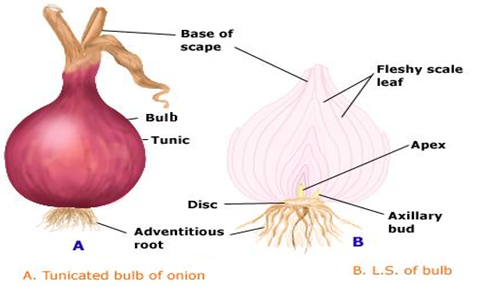 Base of
scape
Fleshy scale
leaf
Bulb
Tunic
Apex
Disc
Adventitious
root
Axillary
bud
A
B
A. Tunicated bulb of onion
B. L.S. of bulb